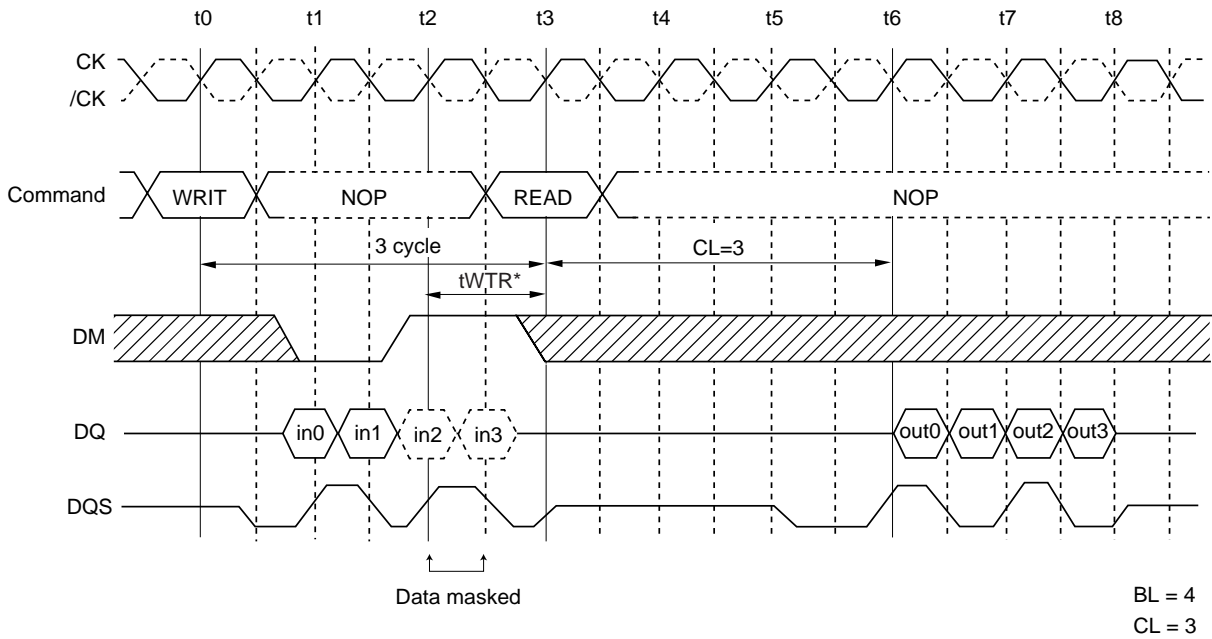 t0 t1 t2 t3 t4 t5 t6 t7 t8
CK
/CK
Command WRIT NOP READ NOP
3 cycle CL=3
tWTR*
DM
DQ in0 in1 in2 in3 out0 out1 out2 out3
DQS
Data masked
BL = 4
CL = 3